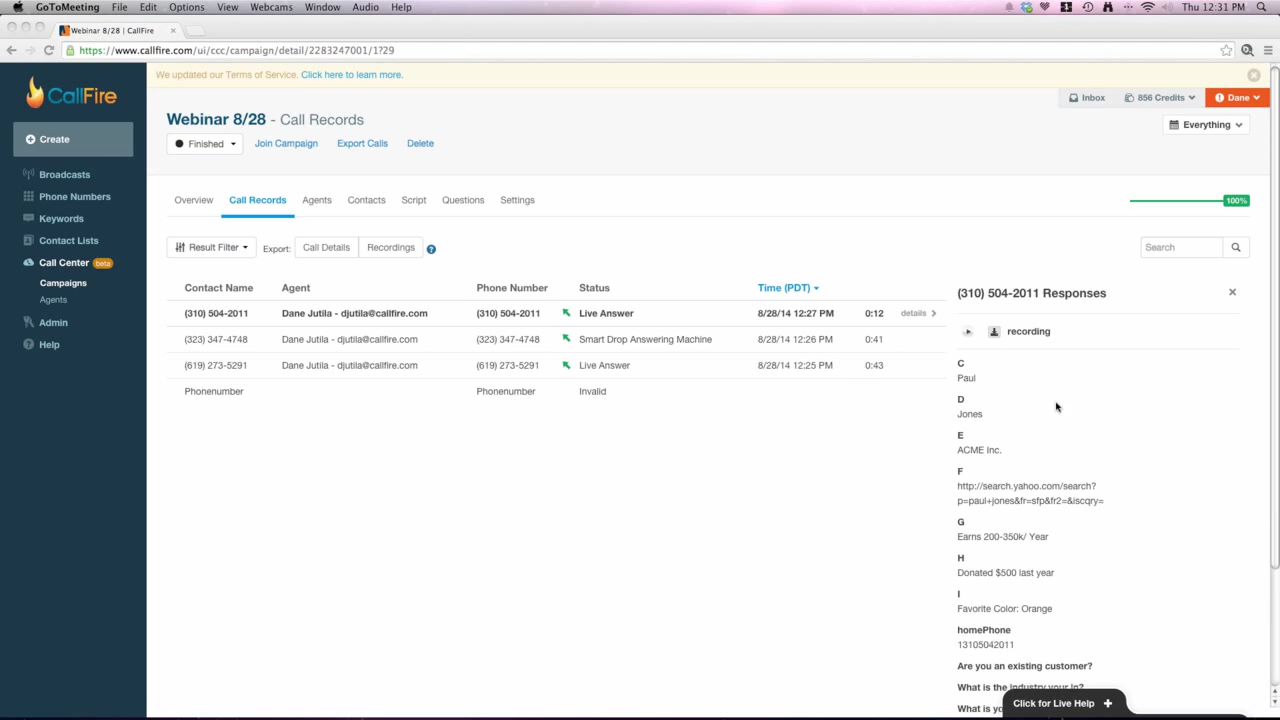 GoToMeeting File Edit Options View Webcams Window Audio Help Thu 12:31 PM
Webinar 8/28 | CallFire
https://www.callfire.com/ui/ccc/campaign/detail/2283247001/1?29
We updated our Terms of Service. Click here to learn more.
CallFire
Inbox 856 Credits Dane
Webinar 8/28 - Call Records
Everything
Create
Finished Join Campaign Export Calls Delete
Broadcasts
Phone Numbers
Keywords
Contact Lists
Call Center beta
Campaigns
Agents
Admin
Help
Overview Call Records Agents Contacts Script Questions Settings 100%
Result Filter Export: Call Details Recordings ? Search
Contact Name Agent Phone Number Status Time (PDT)
(310) 504-2011 Dane Jutila - djutila@callfire.com (310) 504-2011 Live Answer 8/28/14 12:27 PM 0:12 details
(323) 347-4748 Dane Jutila - djutila@callfire.com (323) 347-4748 Smart Drop Answering Machine 8/28/14 12:26 PM 0:41
(619) 273-5291 Dane Jutila - djutila@callfire.com (619) 273-5291 Live Answer 8/28/14 12:25 PM 0:43
Phonenumber Phonenumber Invalid
(310) 504-2011 Responses
recording
C
Paul
D
Jones
E
ACME Inc.
F
http://search.yahoo.com/search?
p=paul+jones&fr=sfp&fr2=&iscqry=
G
Earns 200-350k/ Year
H
Donated $500 last year
I
Favorite Color: Orange
homePhone
13105042011
Are you an existing customer?
What is the industry your in?
What is
Click for Live Help +